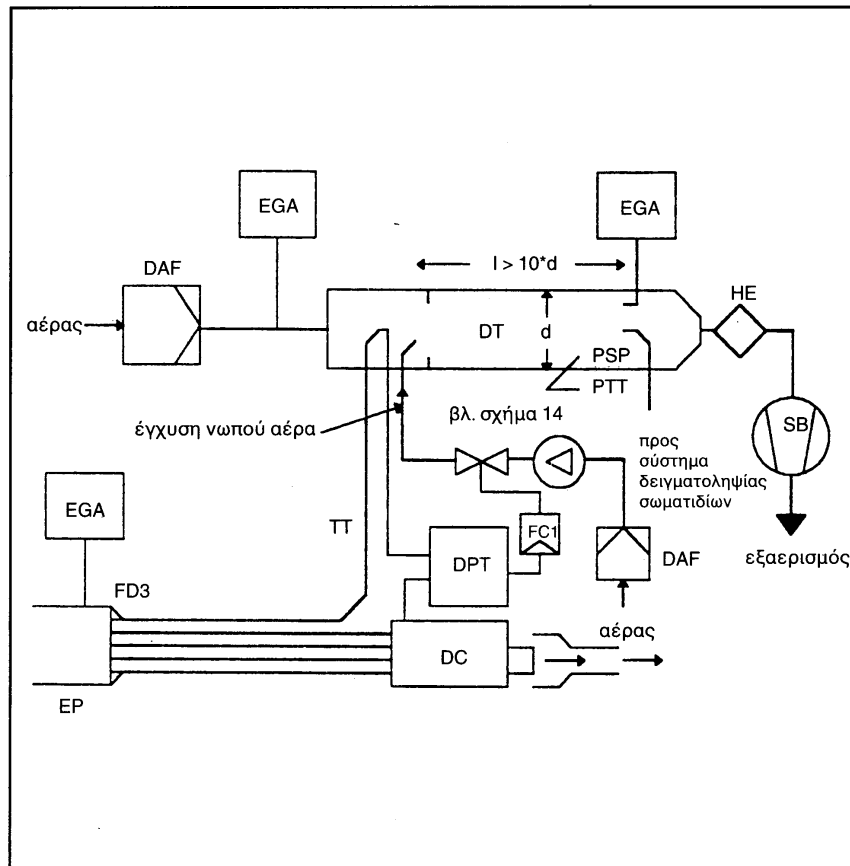 EGA
EGA
l > 10*d
DAF
HE
αέρας
DT
d
PSP
PTT
SB
έγχυση νωπού αέρα
βλ. σχήμα 14
προς
σύστημα
δειγματοληψίας
σωματιδίων
EGA
TT
FC1
DPT
DAF
εξαερισμός
FD3
αέρας
DC
EP